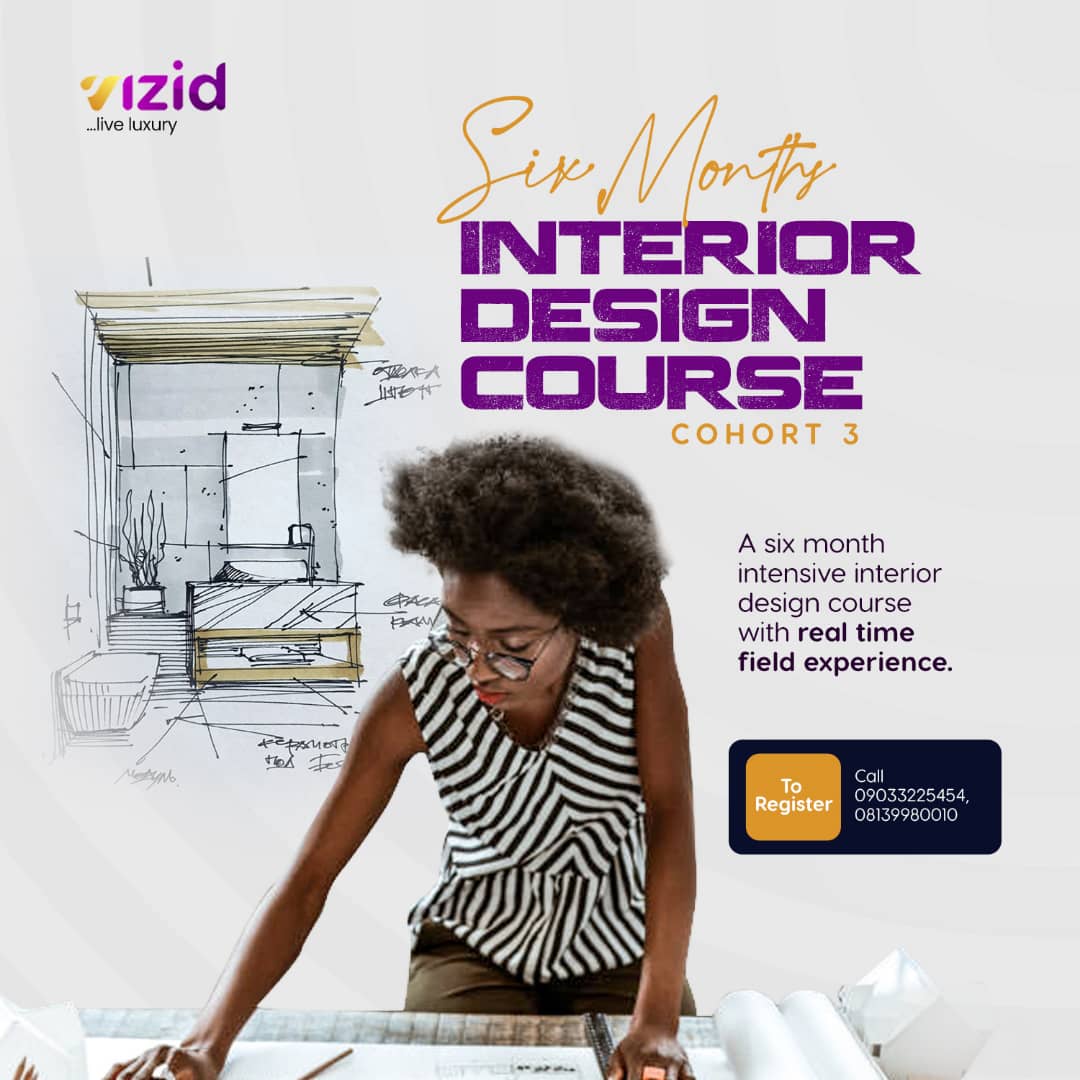 vizid
...live luxury
Six Months
INTERIOR
DESIGN
COURSE
COHORT 3
A six month
intensive interior
design course
with real time
field experience.
To
Register
Call
09033225454,
08139980010